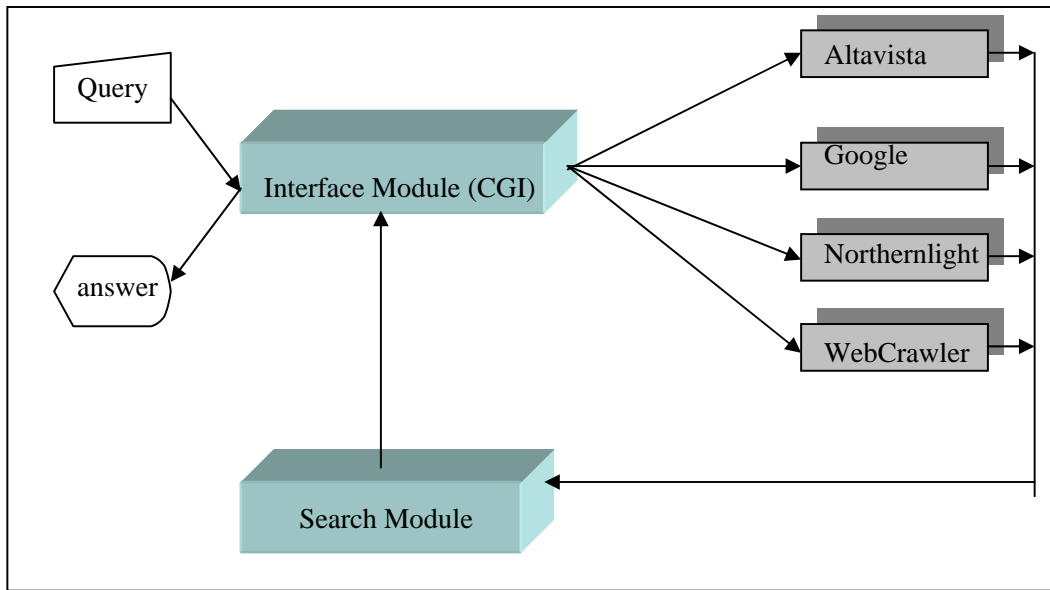 Query
Interface Module (CGI)
answer
Altavista
Google
Northernlight
WebCrawler
Search Module